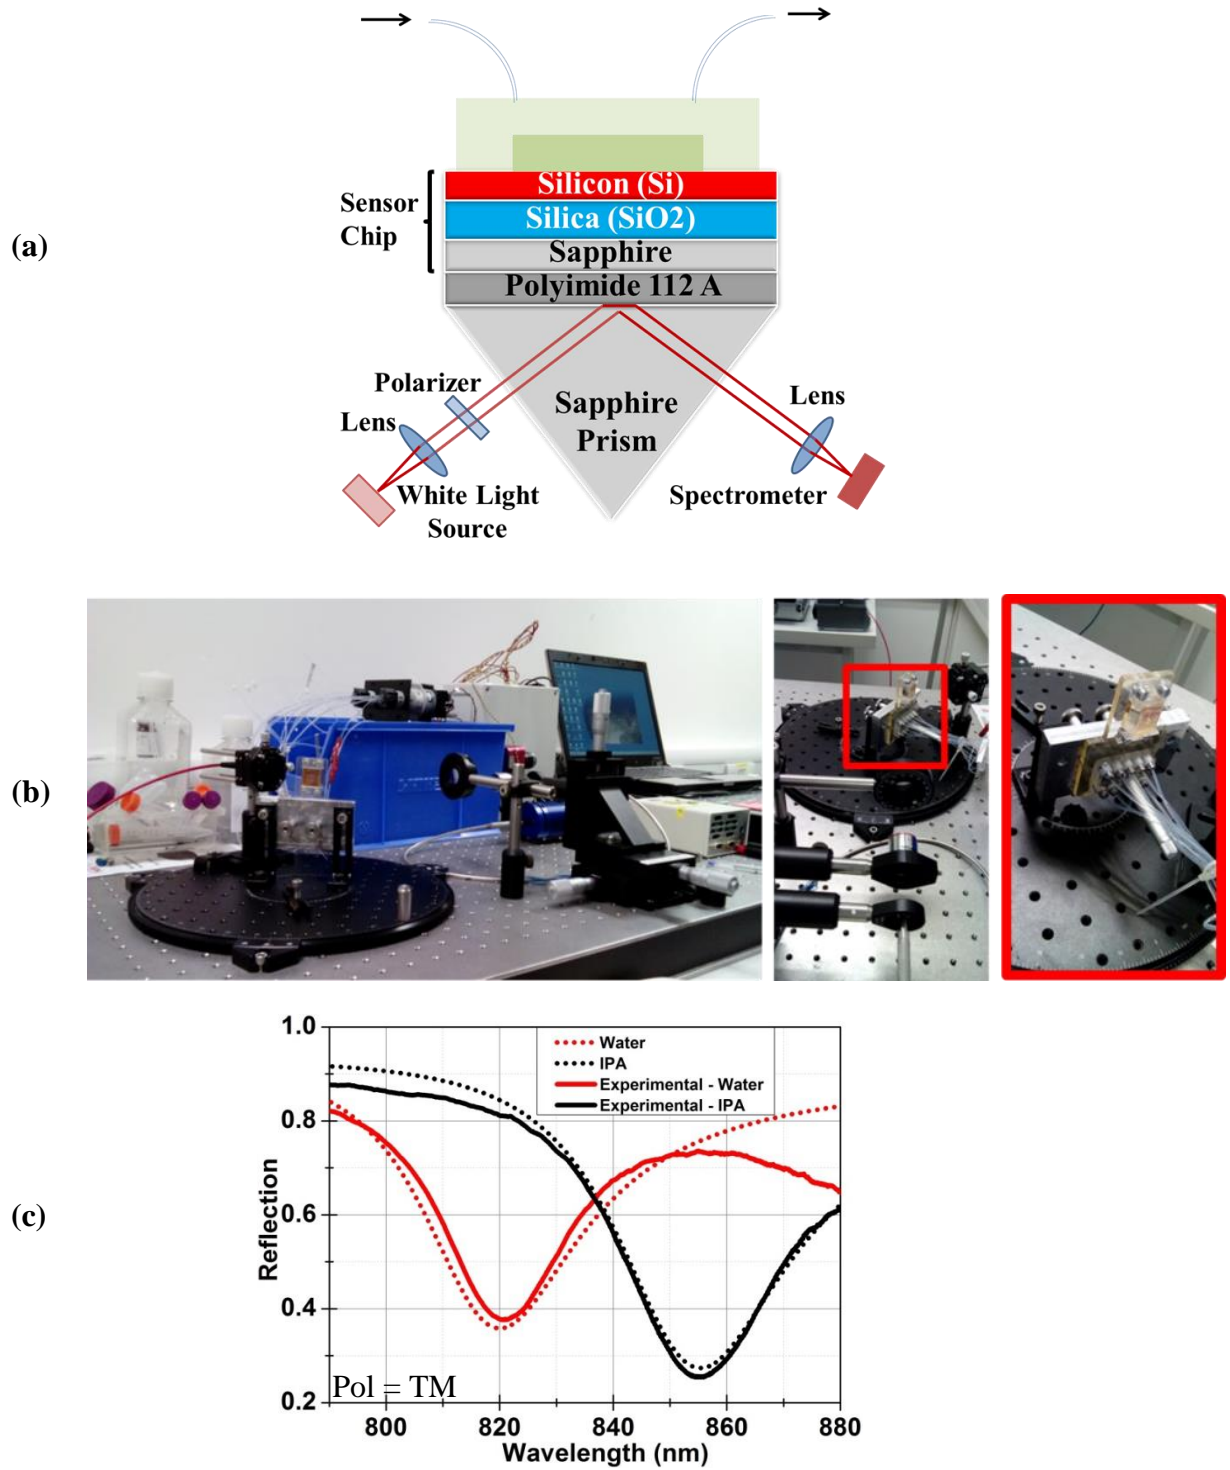 (a)
Sensor
Chip
Silicon (Si)
Silica (SiO2)
Sapphire
Polyimide 112 A
Polarizer
Lens
White Light
Source
Sapphire
Prism
Lens
Spectrometer
(b)
(c)
Reflection
1.0
0.8
0.6
0.4
0.2
Water
IPA
Experimental - Water
Experimental - IPA
Pol = TM
800
820
840
860
880
Wavelength (nm)